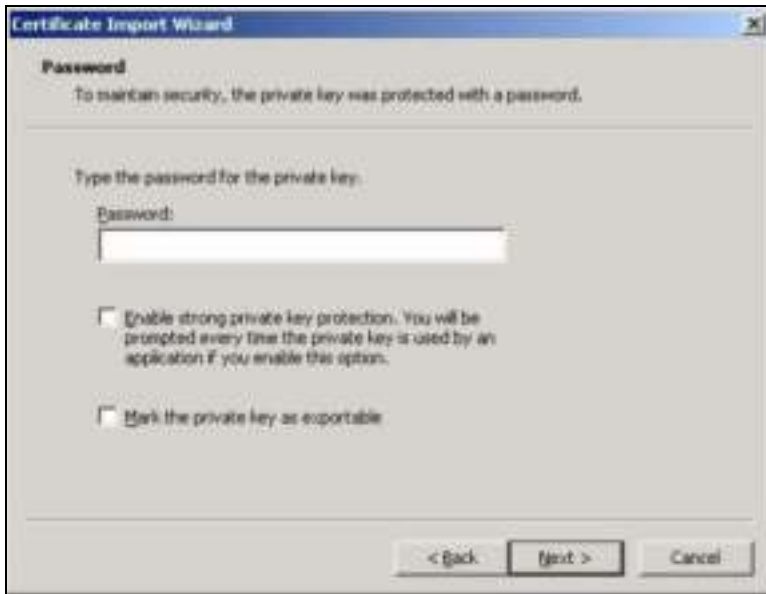 Certificate Import Wizard
Password
To maintain security, the private key was protected with a password.
Type the password for the private key.
Password:
Enable strong private key protection. You will be
prompted every time the private key is used by an
application if you enable this option.
Mark the private key as exportable
< Back
Next >
Cancel